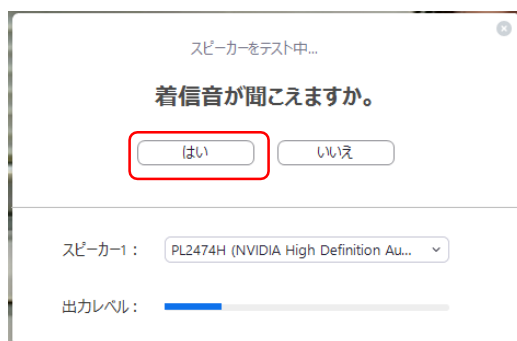 スピーカーをテスト中...
着信音が聞こえますか。
はい
いいえ
スピーカー1：
PL2474H (NVIDIA High Definition Au...
出力レベル：